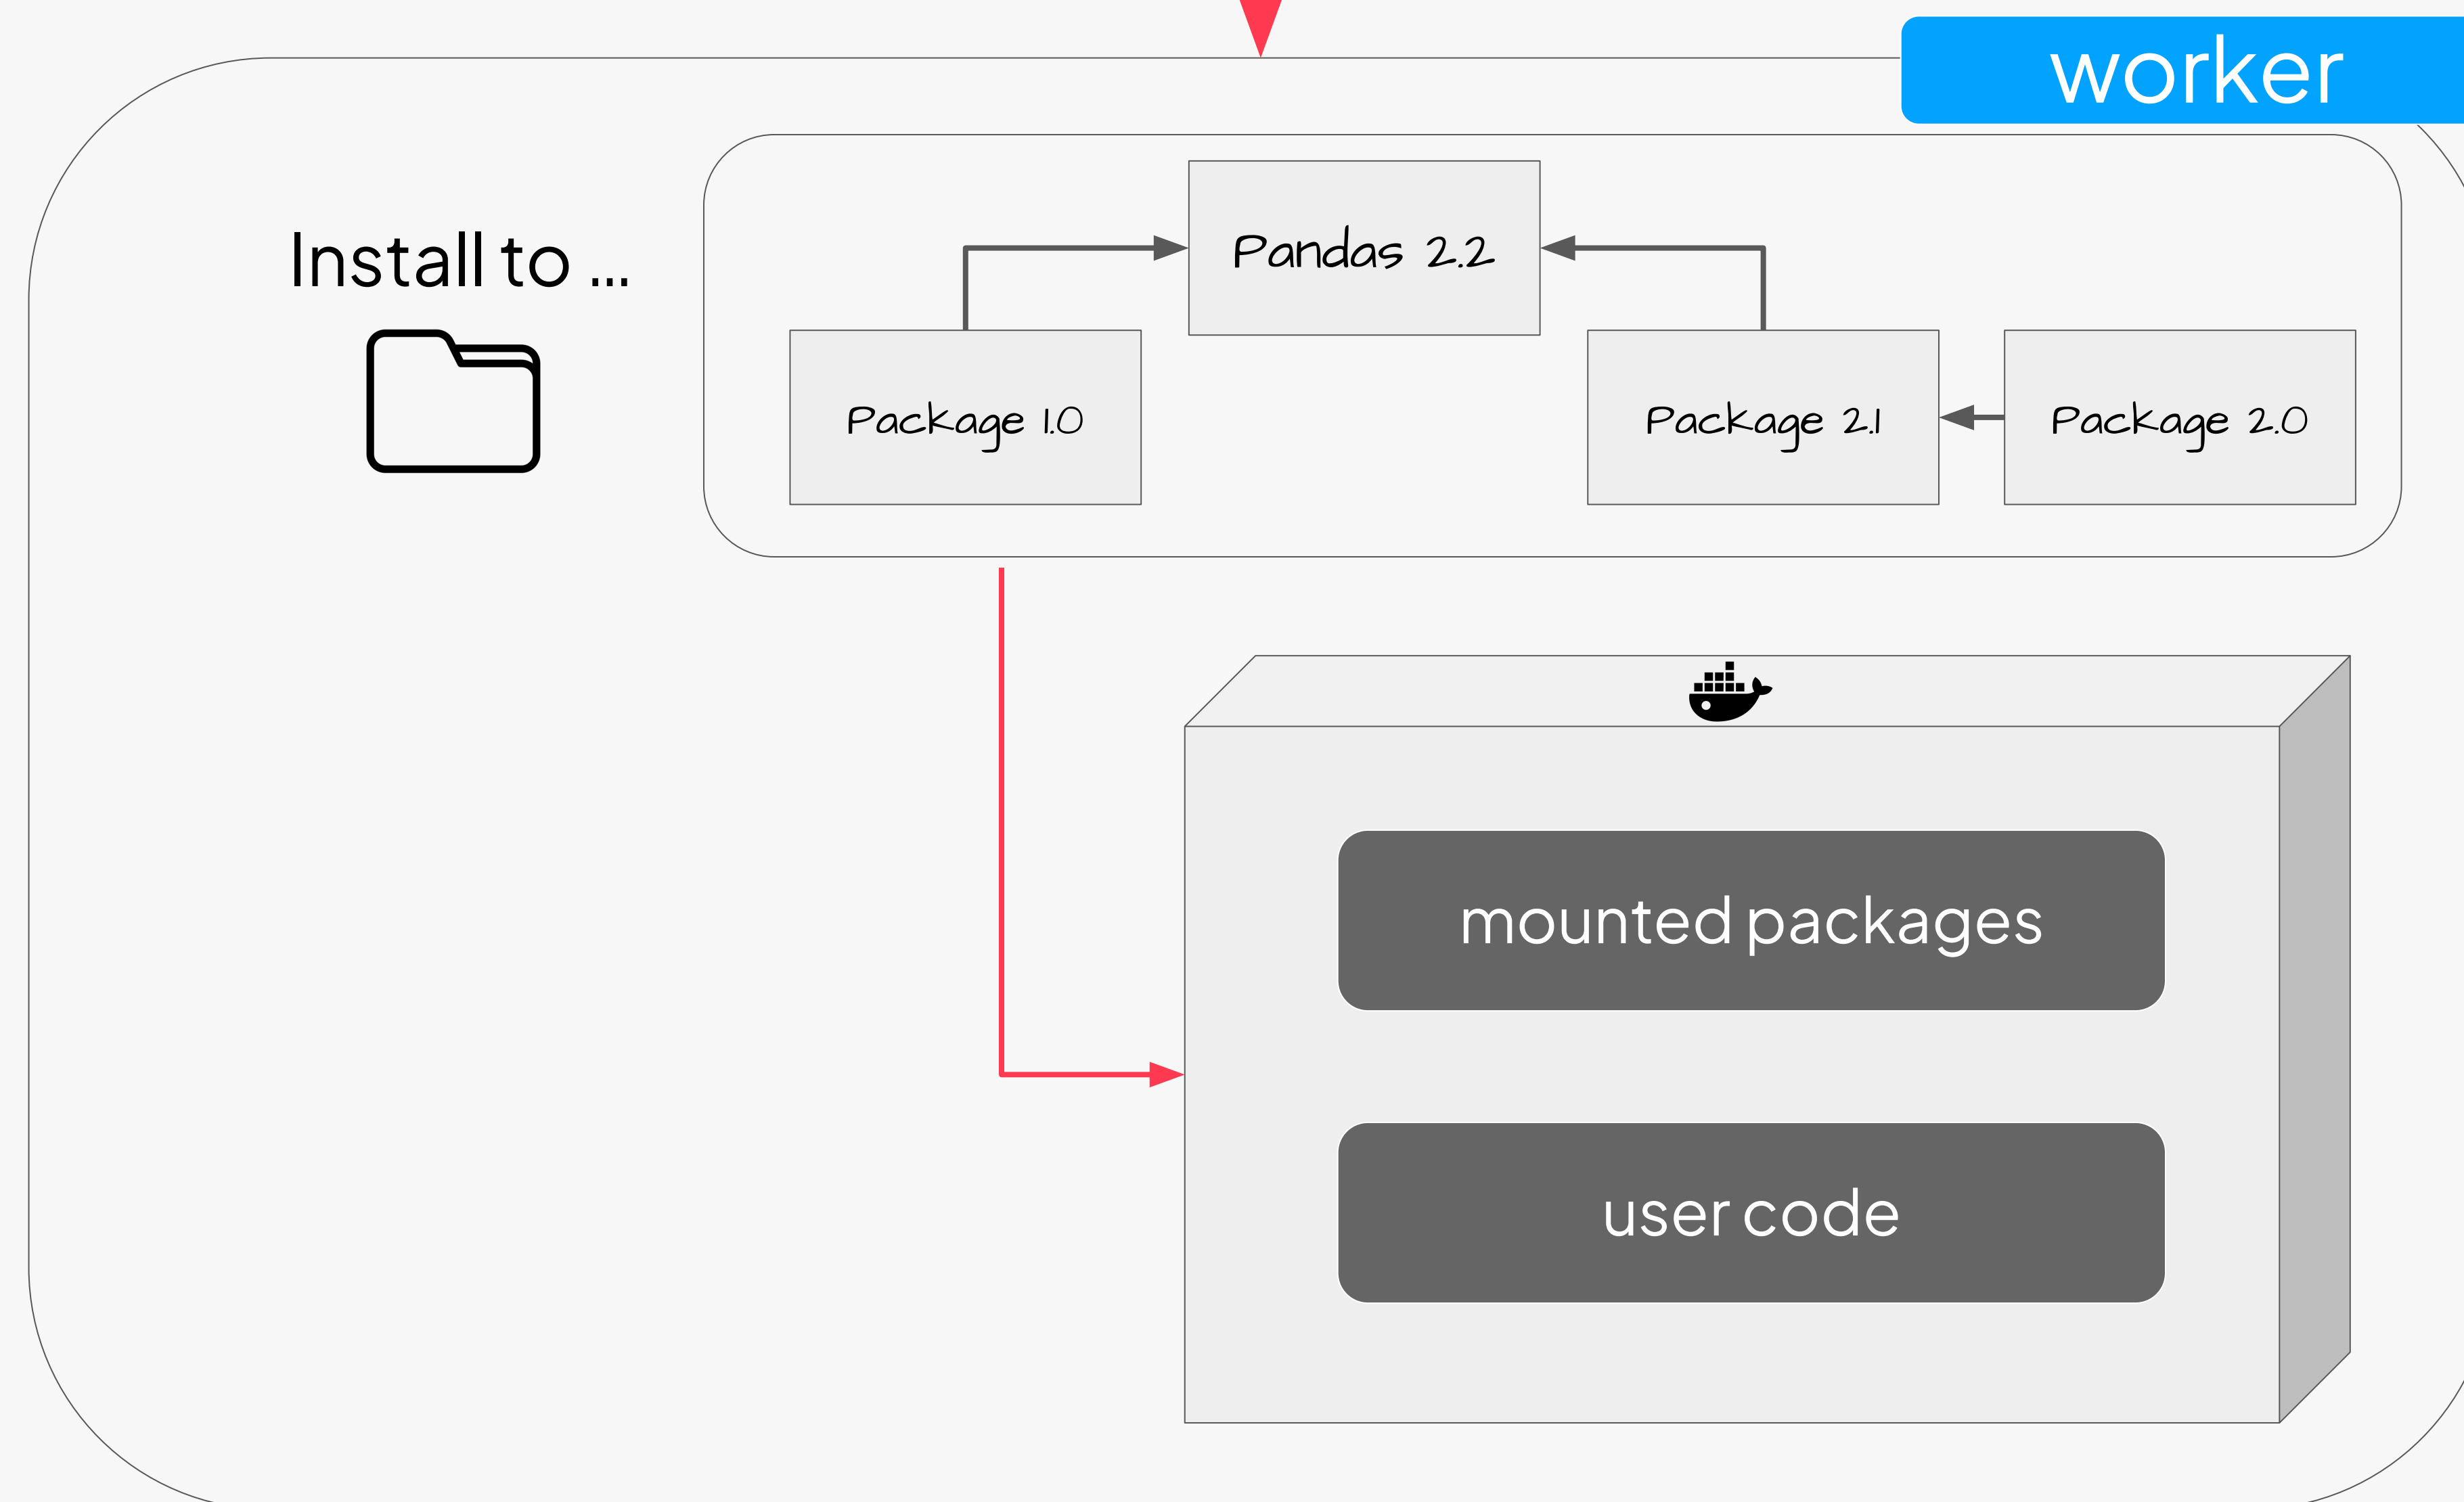 worker
Install to ...
Pandas 2.2
Package 1.0
Package 2.1
Package 2.0
mounted packages
user code